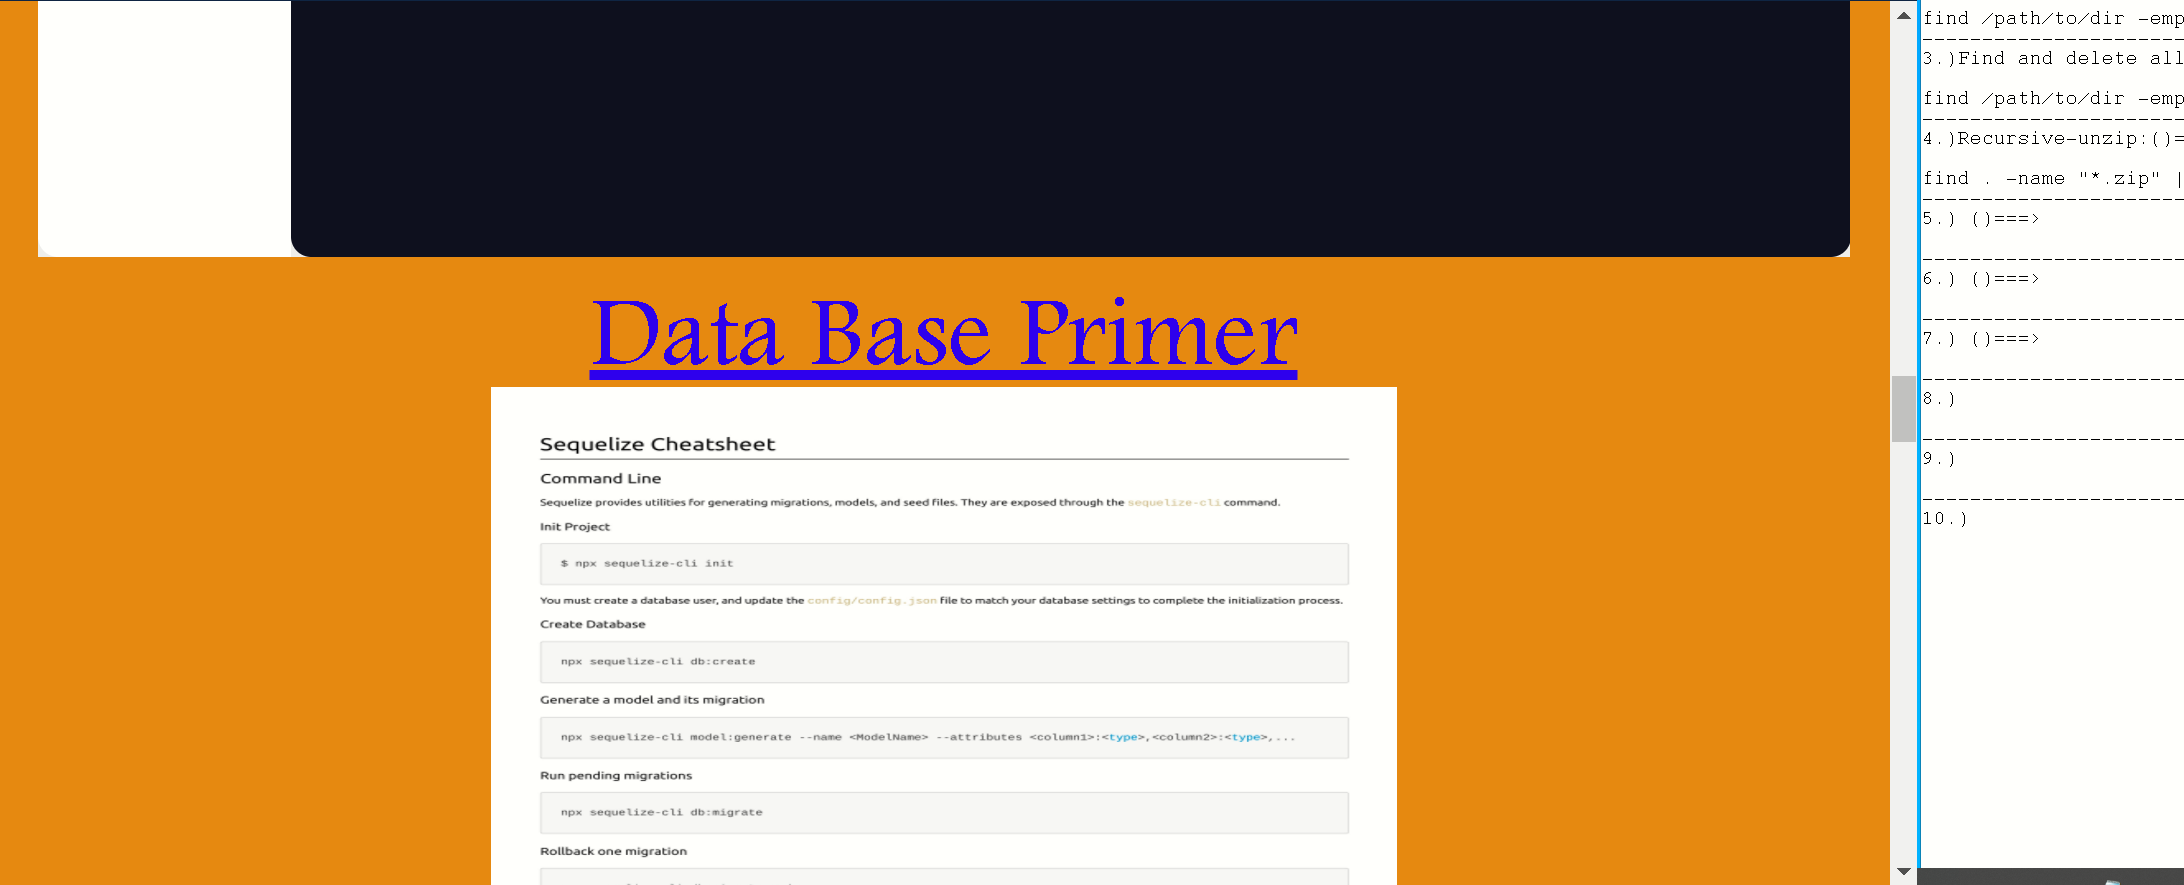 Data Base Primer
Sequelize Cheatsheet
Command Line
Sequelize provides utilities for generating migrations, models, and seed files. They are exposed through the sequelize-cli command.
Init Project
$ npx sequelize-cli init
You must create a database user, and update the config/config.json file to match your database settings to complete the initialization process.
Create Database
npx sequelize-cli db:create
Generate a model and its migration
npx sequelize-cli model:generate --name <ModelName> --attributes <column1>:<type>,<column2>:<type>,...
Run pending migrations
npx sequelize-cli db:migrate
Rollback one migration
find /path/to/dir -emp
3.)Find and delete all
find /path/to/dir -emp
4.)Recursive-unzip:()=
find . -name "*.zip" |
5.) ()===>
6.) ()===>
7.) ()===>
8.)
9.)
10.)